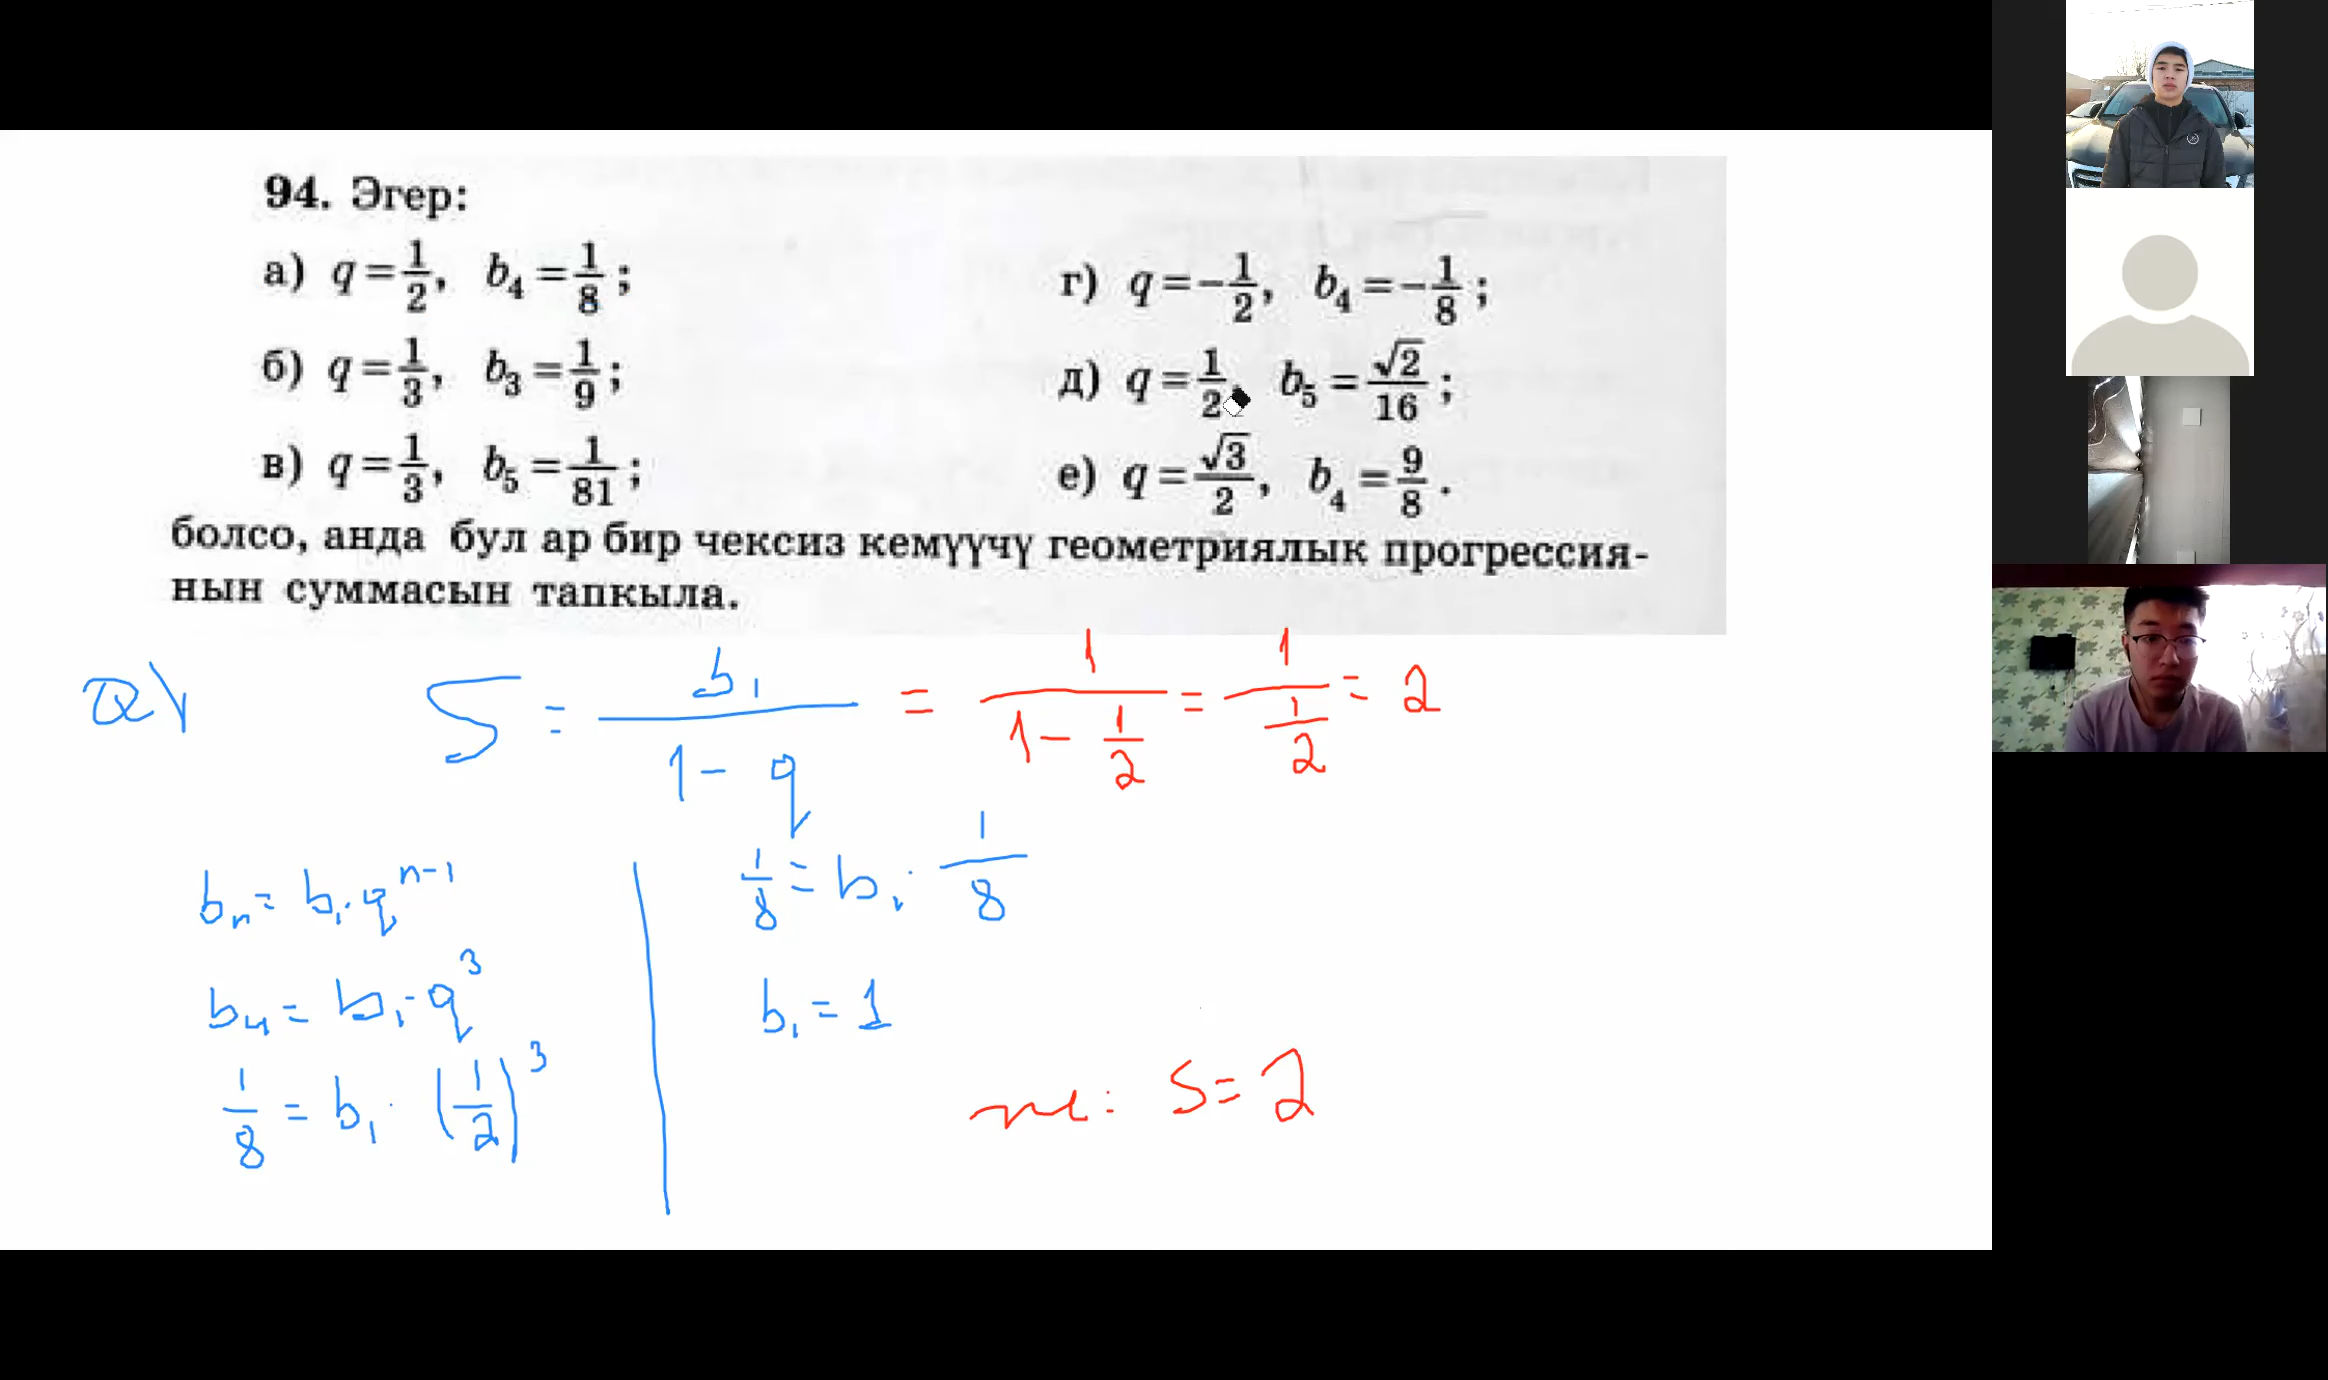 94. Эгер:
а) q = 1/2, b₄ = 1/8;
б) q = 1/3, b₃ = 1/9;
в) q = 1/3, b₅ = 1/81;
г) q = −1/2, b₄ = −1/8;
д) q = 1/2, b₅ = √2/16;
е) q = √3/2, b₄ = 9/8.
болсо, анда бул ар бир чексиз кемүүчү геометриялык прогрессия-
нын суммасын тапкыла.
а) S = b₁/(1 − q) = 1/(1 − 1/2) = 1/(1/2) = 2
bₙ = b₁·qⁿ⁻¹
b₄ = b₁·q³
1/8 = b₁·(1/2)³
1/8 = b₁·1/8
b₁ = 1
S = 2